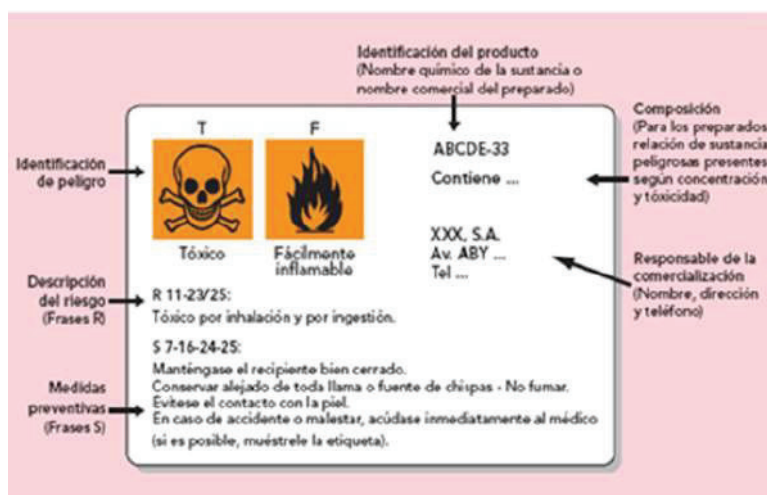 Identificación del producto
(Nombre químico de la sustancia o
nombre comercial del preparado)
T
F
ABCDE-33
Contiene ...
Composición
(Para los preparados
relación de sustancia
peligrosas presentes
según concentración
y tóxicidad)
Identificación
de peligro
Tóxico
Fácilmente
inflamable
XXX, S.A.
Av. ABY ...
Tel ...
Responsable de la
comercialización
(Nombre, dirección
y teléfono)
Descripción
del riesgo
(Frases R)
R 11-23/25:
Tóxico por inhalación y por ingestión.
S 7-16-24-25:
Manténgase el recipiente bien cerrado.
Conservar alejado de toda llama o fuente de chispas - No fumar.
Evítese el contacto con la piel.
En caso de accidente o malestar, acúdase inmediatamente al médico
(si es posible, muéstrele la etiqueta).
Medidas
preventivas
(Frases S)